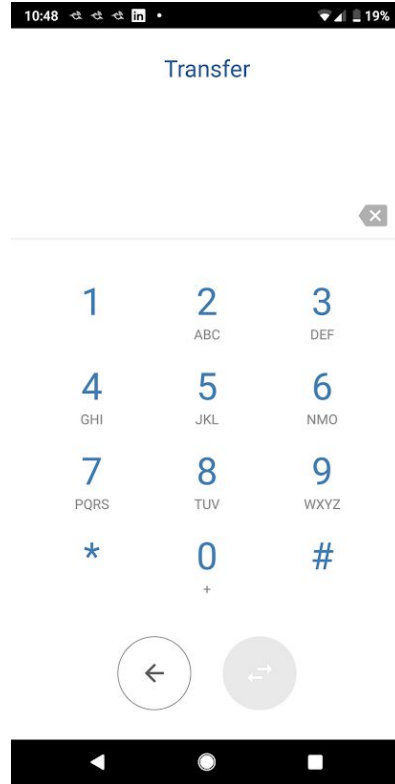 10:48 in • 19%
Transfer
1 2 3
ABC DEF
4 5 6
GHI JKL NMO
7 8 9
PQRS TUV WXYZ
* 0 #
+